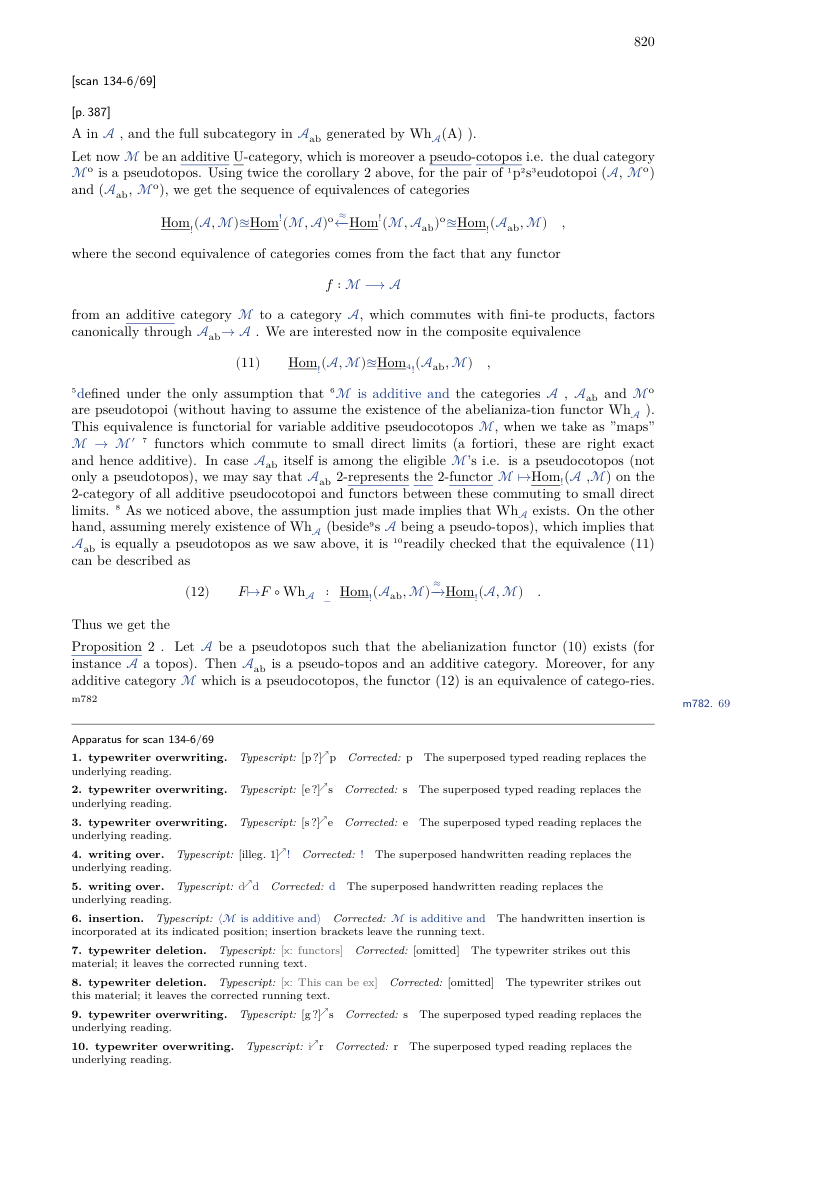 820
[scan 134-6/69]
[p. 387]
A in 𝒜 , and the full subcategory in 𝒜ab generated by Wh𝒜(A) ).
Let now ℳ be an additive U-category, which is moreover a pseudo-cotopos i.e. the dual category
ℳᵒ is a pseudotopos. Using twice the corollary 2 above, for the pair of ¹p²s³eudotopoi (𝒜, ℳᵒ)
and (𝒜ab, ℳᵒ), we get the sequence of equivalences of categories
Hom!(𝒜, ℳ)≋Hom!(ℳ, 𝒜)ᵒ≈←Hom!(ℳ, 𝒜ab)ᵒ≋Hom!(𝒜ab, ℳ) ,
where the second equivalence of categories comes from the fact that any functor
f : ℳ ⟶ 𝒜
from an additive category ℳ to a category 𝒜, which commutes with fini-te products, factors
canonically through 𝒜ab→ 𝒜 . We are interested now in the composite equivalence
(11) Hom!(𝒜, ℳ)≋Hom⁴!(𝒜ab, ℳ) ,
⁵defined under the only assumption that ⁶ℳ is additive and the categories 𝒜 , 𝒜ab and ℳᵒ
are pseudotopoi (without having to assume the existence of the abelianiza-tion functor Wh𝒜 ).
This equivalence is functorial for variable additive pseudocotopos ℳ, when we take as ”maps”
ℳ → ℳ′ ⁷ functors which commute to small direct limits (a fortiori, these are right exact
and hence additive). In case 𝒜ab itself is among the eligible ℳ's i.e. is a pseudocotopos (not
only a pseudotopos), we may say that 𝒜ab 2-represents the 2-functor ℳ ↦Hom!(𝒜 ,ℳ) on the
2-category of all additive pseudocotopoi and functors between these commuting to small direct
limits. ⁸ As we noticed above, the assumption just made implies that Wh𝒜 exists. On the other
hand, assuming merely existence of Wh𝒜 (beside⁹s 𝒜 being a pseudo-topos), which implies that
𝒜ab is equally a pseudotopos as we saw above, it is ¹⁰readily checked that the equivalence (11)
can be described as
(12) F↦F ∘ Wh𝒜 : Hom!(𝒜ab, ℳ)≈→Hom!(𝒜, ℳ) .
Thus we get the
Proposition 2 . Let 𝒜 be a pseudotopos such that the abelianization functor (10) exists (for
instance 𝒜 a topos). Then 𝒜ab is a pseudo-topos and an additive category. Moreover, for any
additive category ℳ which is a pseudocotopos, the functor (12) is an equivalence of catego-ries.
m782
m782. 69
Apparatus for scan 134-6/69
1. typewriter overwriting. Typescript: [p ?]↗p Corrected: p The superposed typed reading replaces the
underlying reading.
2. typewriter overwriting. Typescript: [e ?]↗s Corrected: s The superposed typed reading replaces the
underlying reading.
3. typewriter overwriting. Typescript: [s ?]↗e Corrected: e The superposed typed reading replaces the
underlying reading.
4. writing over. Typescript: [illeg. 1]↗! Corrected: ! The superposed handwritten reading replaces the
underlying reading.
5. writing over. Typescript: d↗d Corrected: d The superposed handwritten reading replaces the
underlying reading.
6. insertion. Typescript: ⟨ℳ is additive and⟩ Corrected: ℳ is additive and The handwritten insertion is
incorporated at its indicated position; insertion brackets leave the running text.
7. typewriter deletion. Typescript: [x: functors] Corrected: [omitted] The typewriter strikes out this
material; it leaves the corrected running text.
8. typewriter deletion. Typescript: [x: This can be ex] Corrected: [omitted] The typewriter strikes out
this material; it leaves the corrected running text.
9. typewriter overwriting. Typescript: [g ?]↗s Corrected: s The superposed typed reading replaces the
underlying reading.
10. typewriter overwriting. Typescript: i↗r Corrected: r The superposed typed reading replaces the
underlying reading.